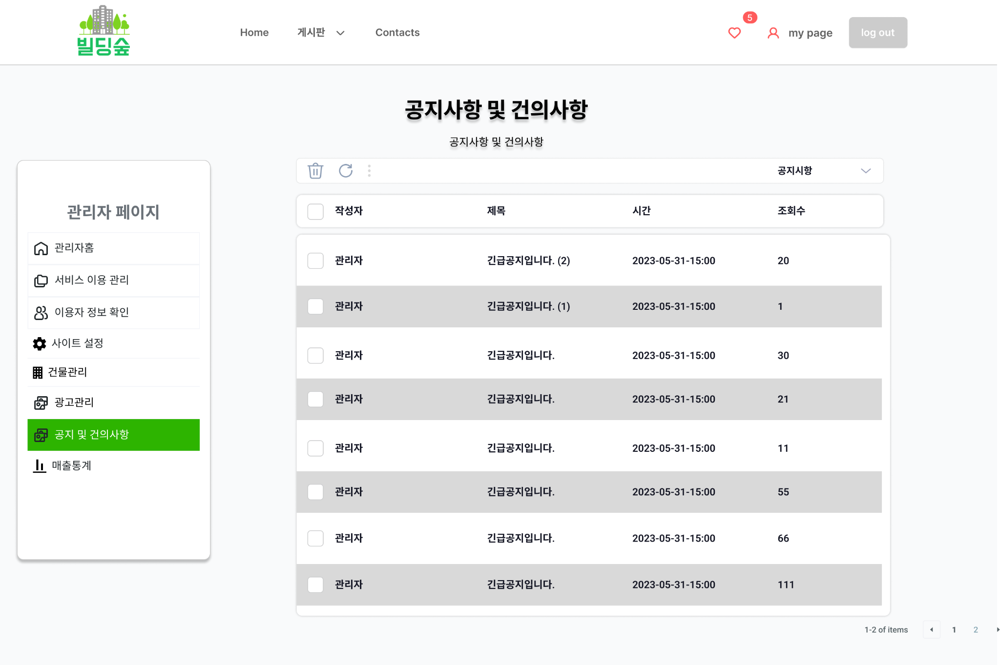 빌딩숲
Home 게시판 Contacts 5 my page log out
공지사항 및 건의사항
공지사항 및 건의사항
관리자 페이지
관리자홈
서비스 이용 관리
이용자 정보 확인
사이트 설정
건물관리
광고관리
공지 및 건의사항
매출통계
공지시항
작성자 제목 시간 조회수
관리자 긴급공지입니다. (2) 2023-05-31-15:00 20
관리자 긴급공지입니다. (1) 2023-05-31-15:00 1
관리자 긴급공지입니다. 2023-05-31-15:00 30
관리자 긴급공지입니다. 2023-05-31-15:00 21
관리자 긴급공지입니다. 2023-05-31-15:00 11
관리자 긴급공지입니다. 2023-05-31-15:00 55
관리자 긴급공지입니다. 2023-05-31-15:00 66
관리자 긴급공지입니다. 2023-05-31-15:00 111
1-2 of items 1 2